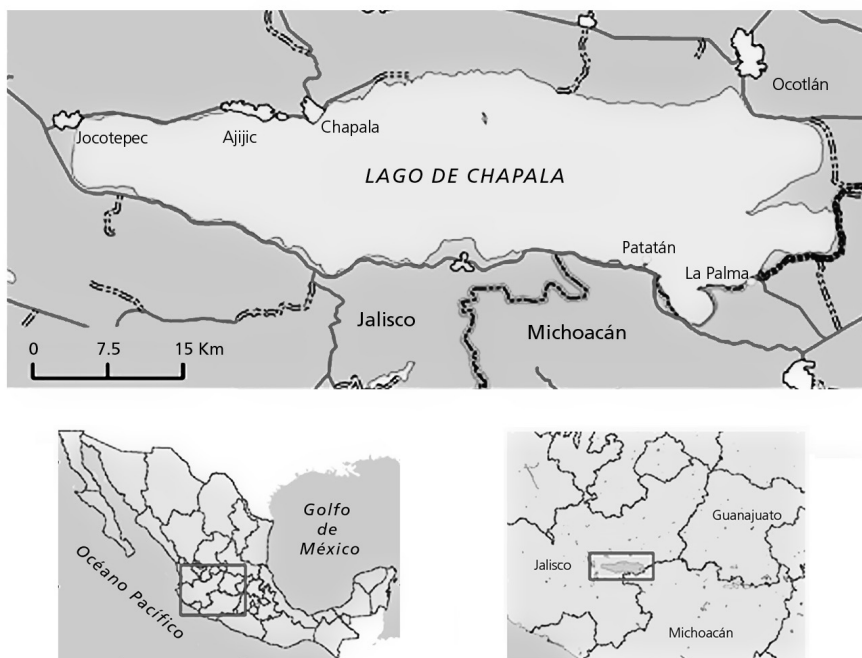 Ocotlán
Jocotepec
Ajijic
Chapala
LAGO DE CHAPALA
Patatán
La Palma
Jalisco
Michoacán
0 7.5 15 Km
Golfo
de
México
Océano Pacífico
Guanajuato
Jalisco
Michoacán